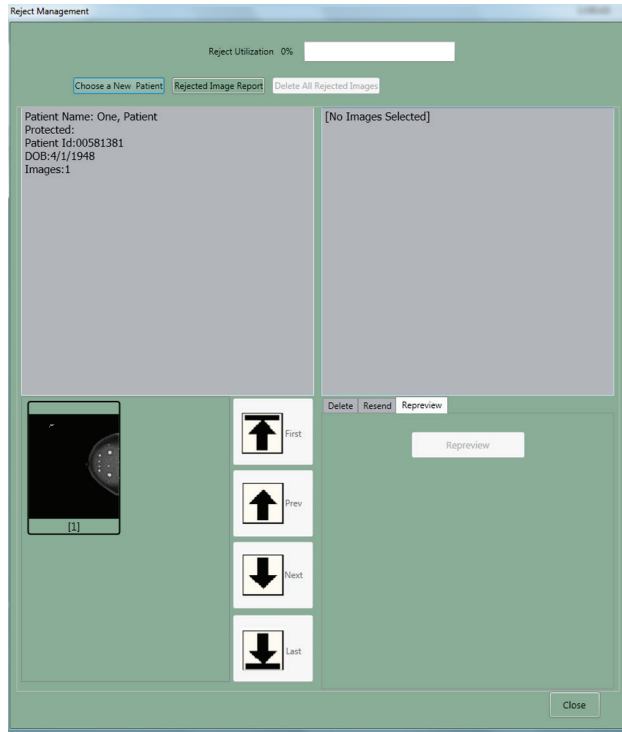 Reject Management
Reject Utilization 0%
Choose a New Patient Rejected Image Report Delete All Rejected Images
Patient Name: One, Patient
Protected:
Patient Id:00581381
DOB:4/1/1948
Images:1
[No Images Selected]
[1]
First
Prev
Next
Last
Delete Resend Repreview
Repreview
Close